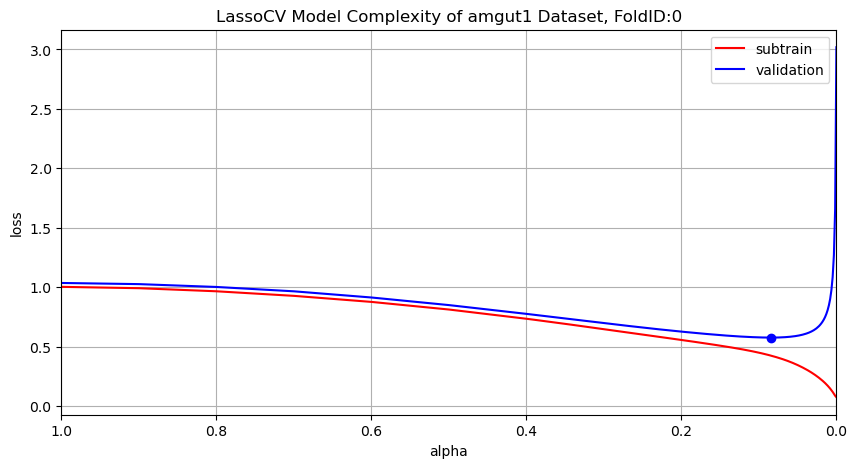 LassoCV Model Complexity of amgut1 Dataset, FoldID:0
subtrain
validation
loss
3.0
2.5
2.0
1.5
1.0
0.5
0.0
1.0
0.8
0.6
0.4
0.2
0.0
alpha